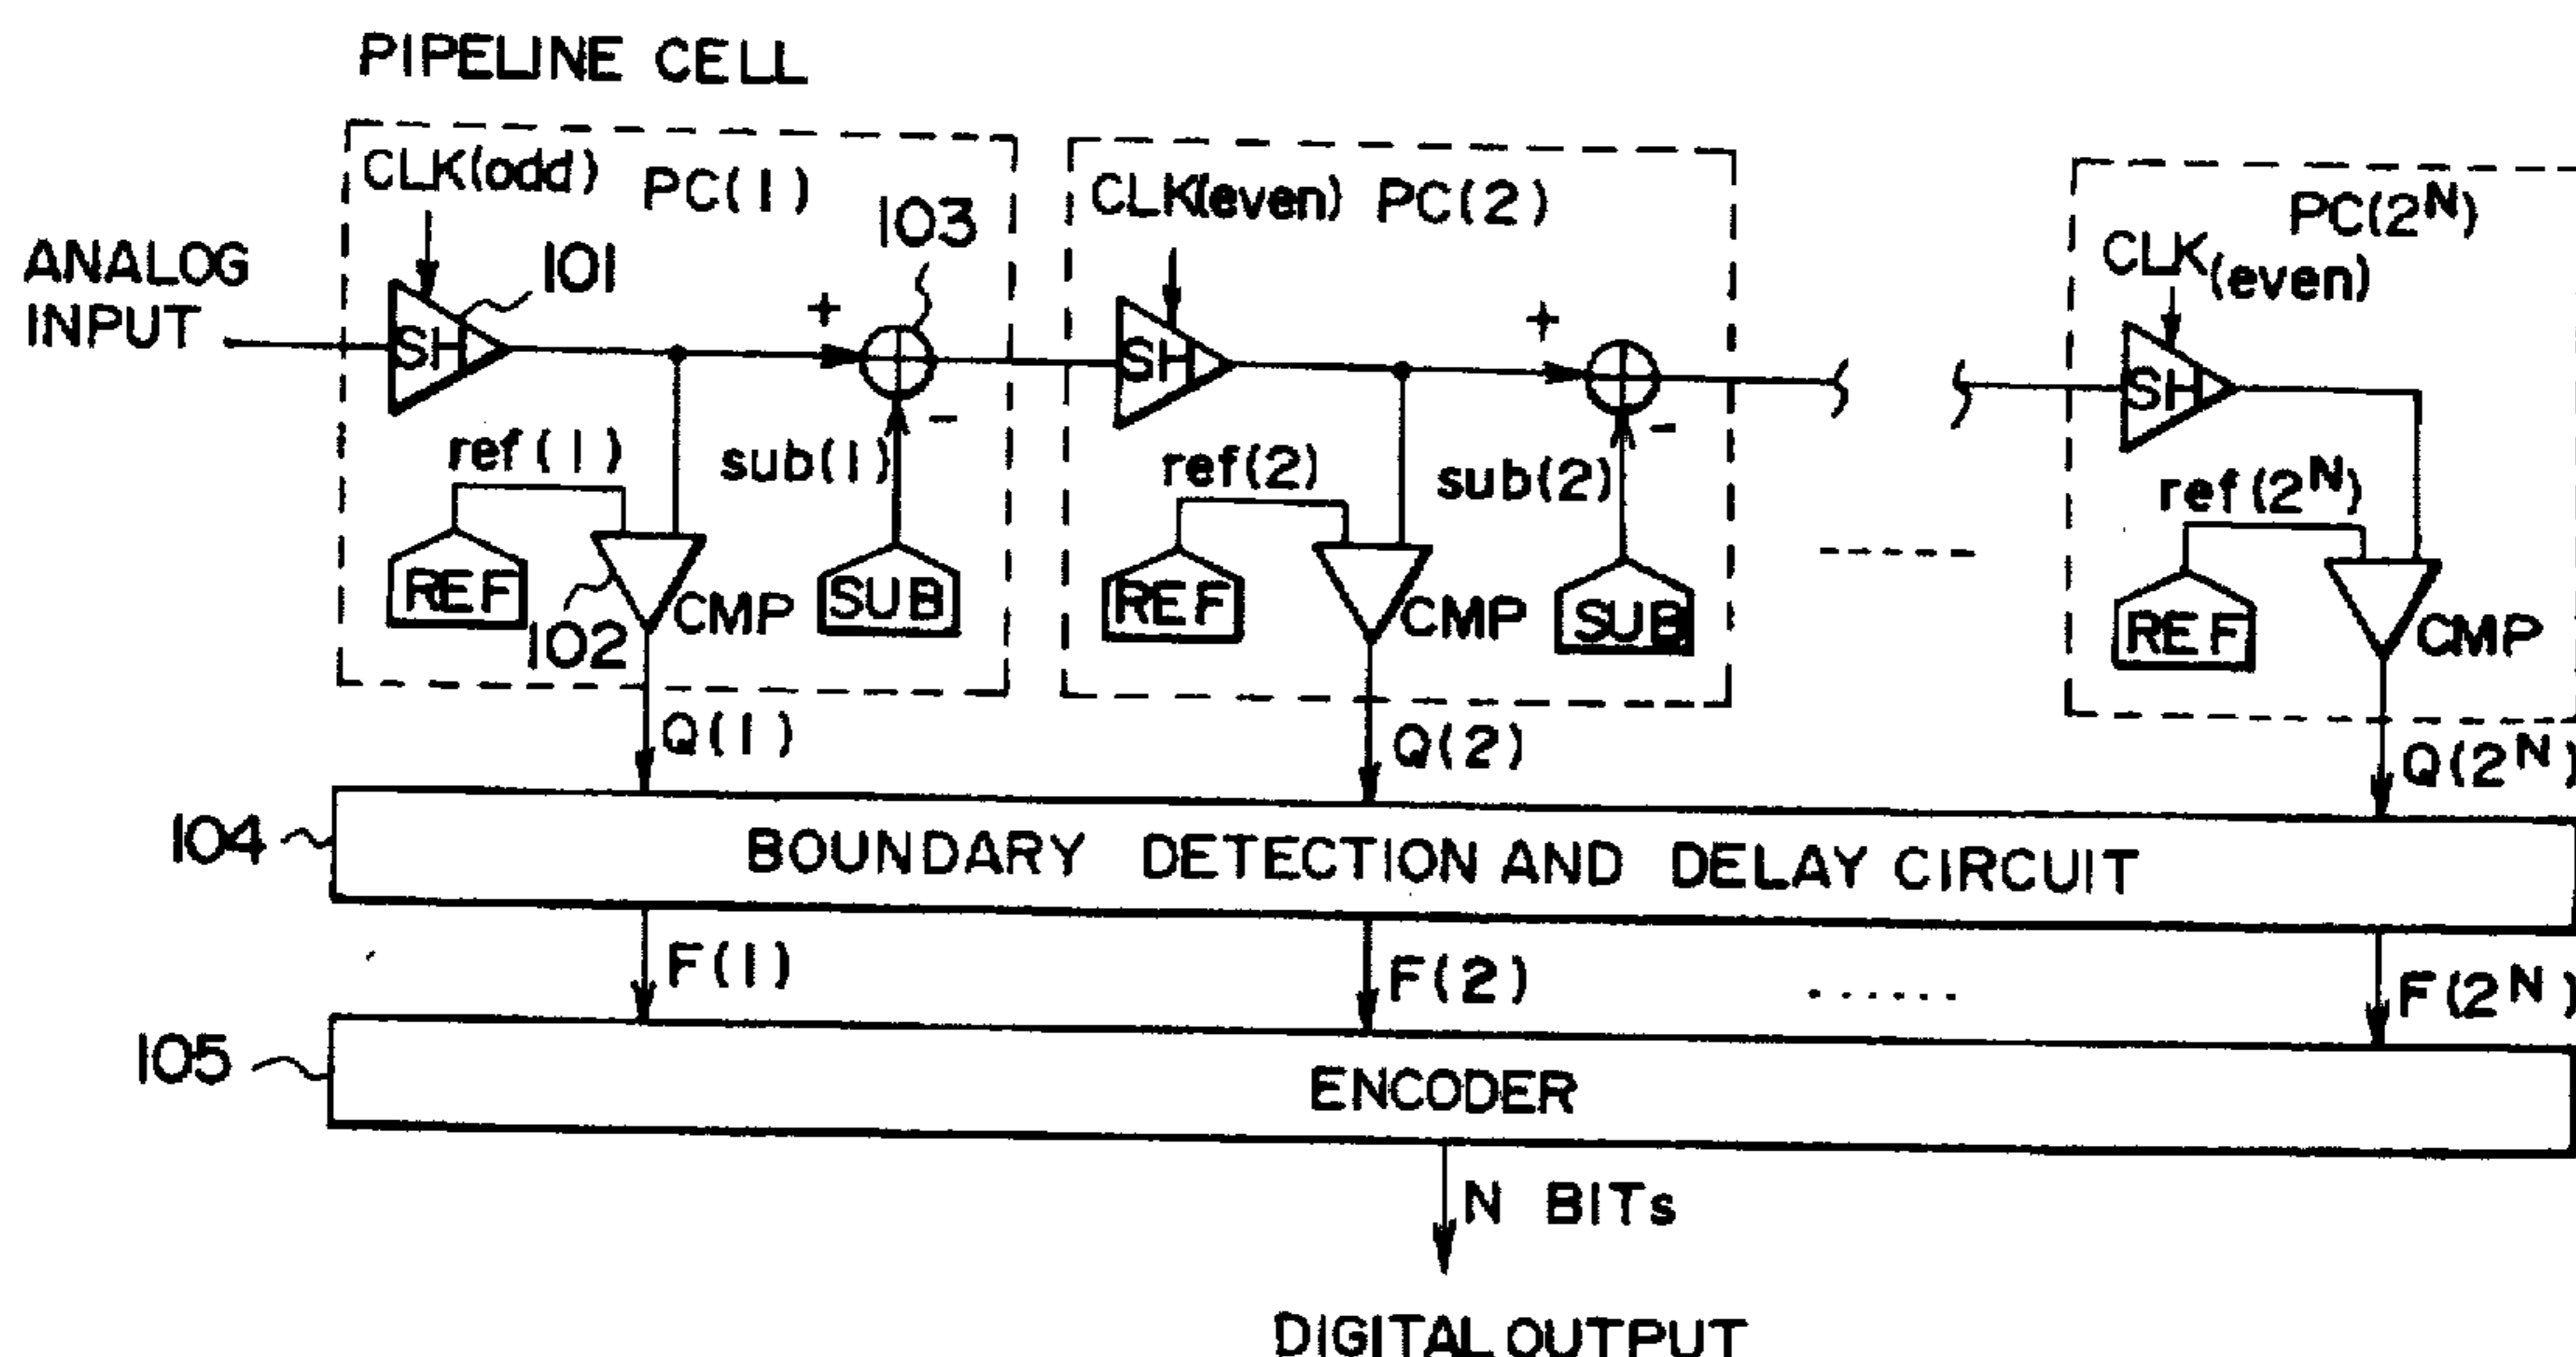 PIPELINE CELL
CLK(odd) PC(1)
103
CLK(even) PC(2)
PC(2^N)
CLK(even)
ANALOG
INPUT
101
SH
+
-
SH
+
-
SH
ref(1)
sub(1)
ref(2)
sub(2)
ref(2^N)
REF
102
CMP
SUB
REF
CMP
SUB
REF
CMP
Q(1)
Q(2)
Q(2^N)
104
BOUNDARY DETECTION AND DELAY CIRCUIT
F(1)
F(2)
F(2^N)
105
ENCODER
N BITs
DIGITAL OUTPUT